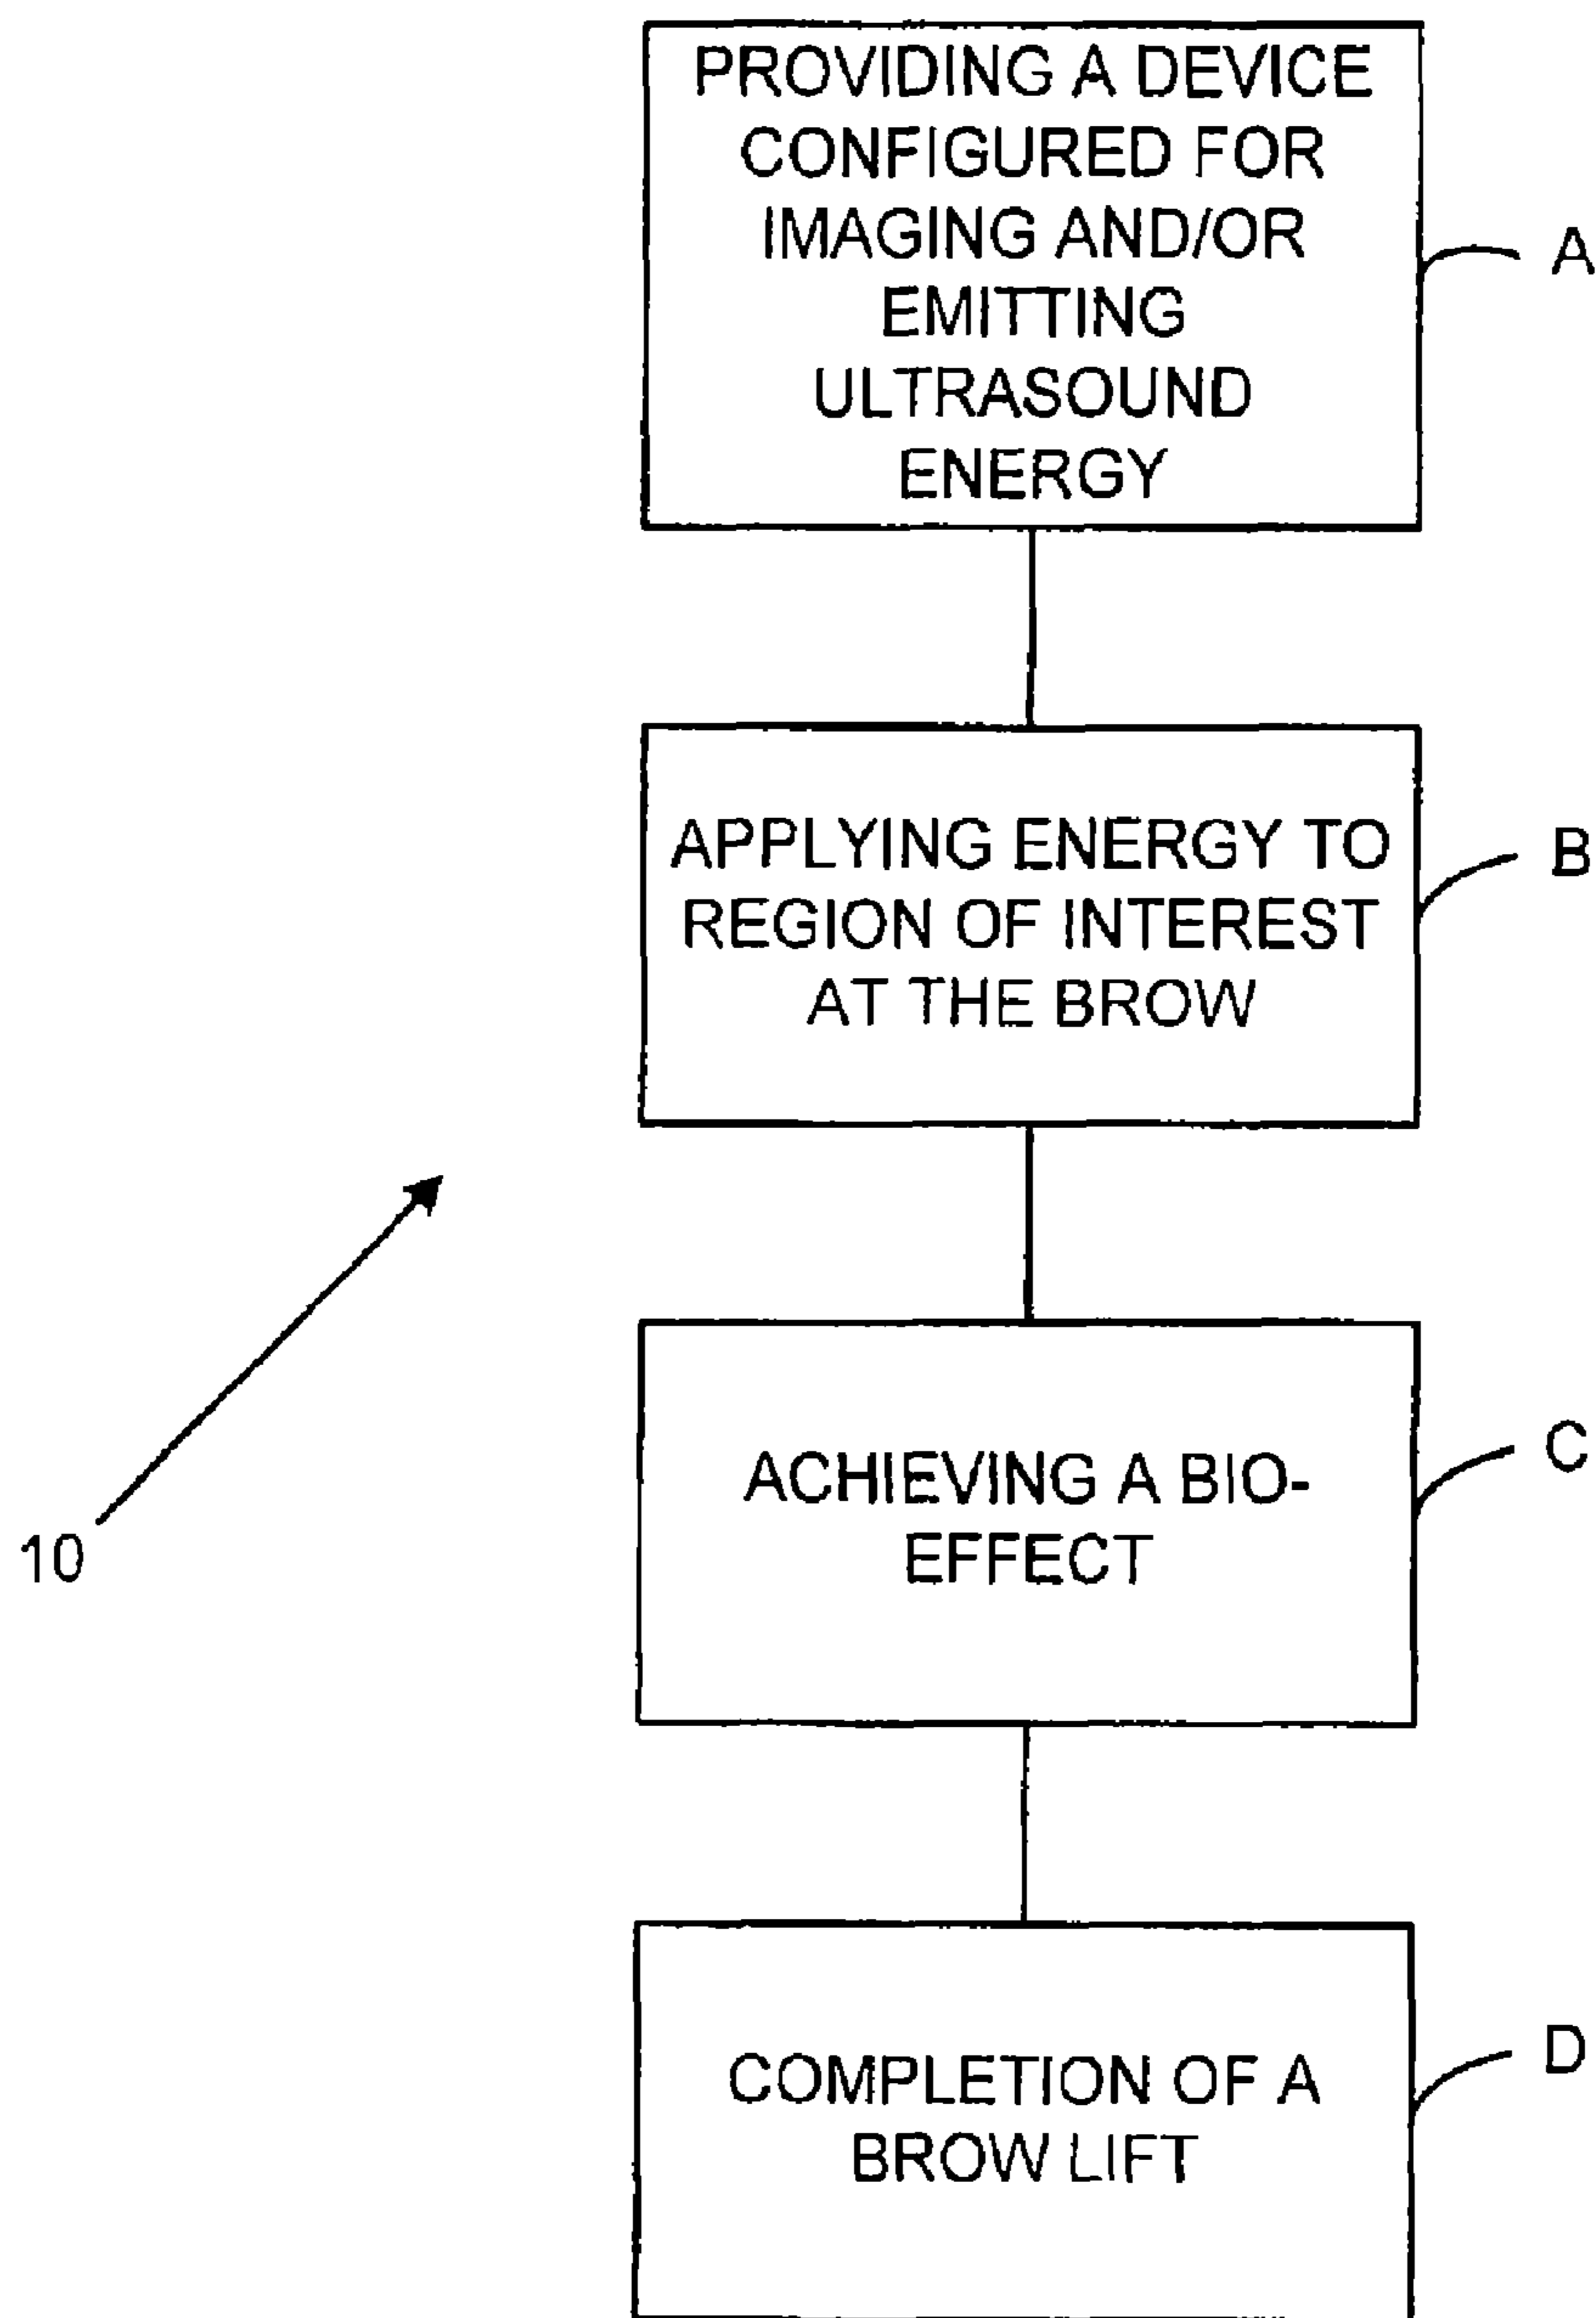 PROVIDING A DEVICE
CONFIGURED FOR
IMAGING AND/OR
EMITTING
ULTRASOUND
ENERGY
A
APPLYING ENERGY TO
REGION OF INTEREST
AT THE BROW
B
ACHIEVING A BIO-
EFFECT
C
10
COMPLETION OF A
BROW LIFT
D